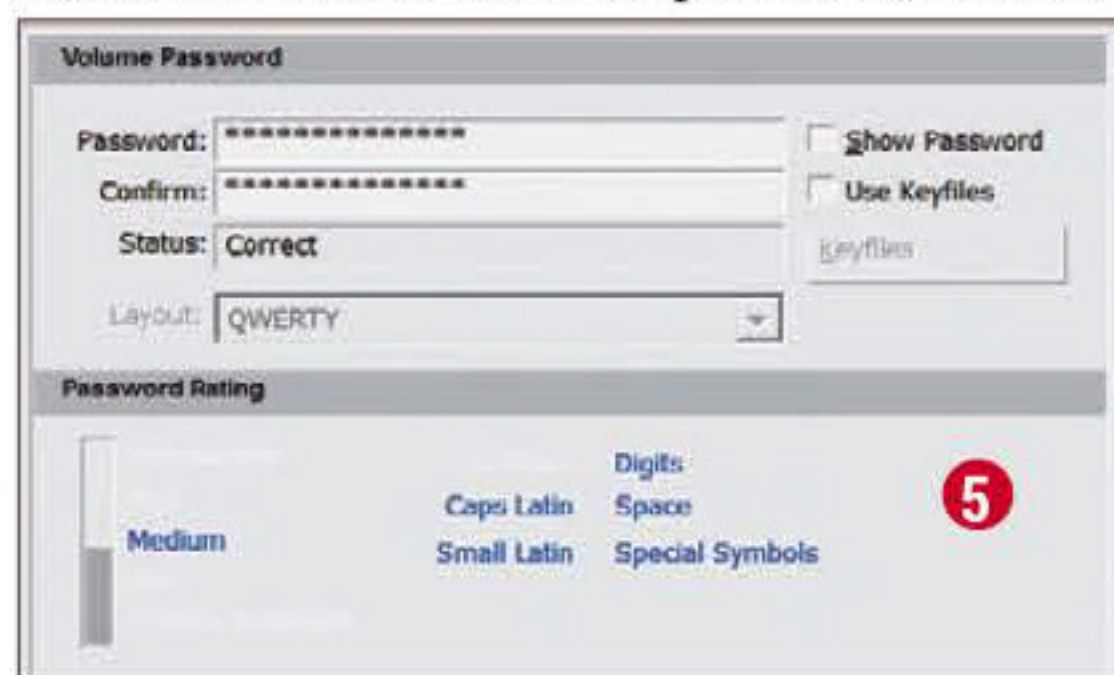 Volume Password
Password: **************
Show Password
Confirm: **************
Use Keyfiles
Status: Correct
Keyfiles
Layout: QWERTY
Password Rating
Digits
Caps Latin Space
5
Medium
Small Latin Special Symbols